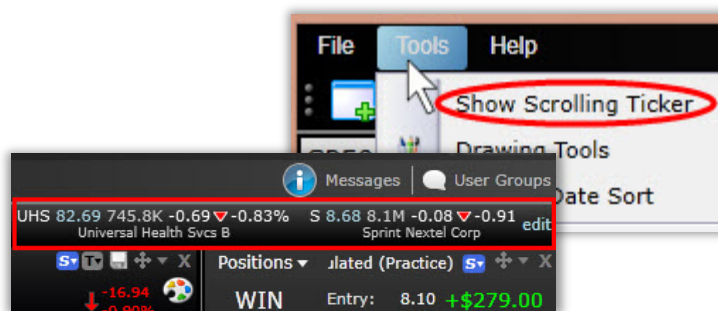 File Tools Help
Show Scrolling Ticker
Drawing Tools
Date Sort
Messages User Groups
UHS 82.69 745.8K -0.69 -0.83% S 8.68 8.1M -0.08 -0.91 edit
Universal Health Svcs B Sprint Nextel Corp
S T X Positions ulated (Practice) S X
-16.94 WIN Entry: 8.10 +$279.00